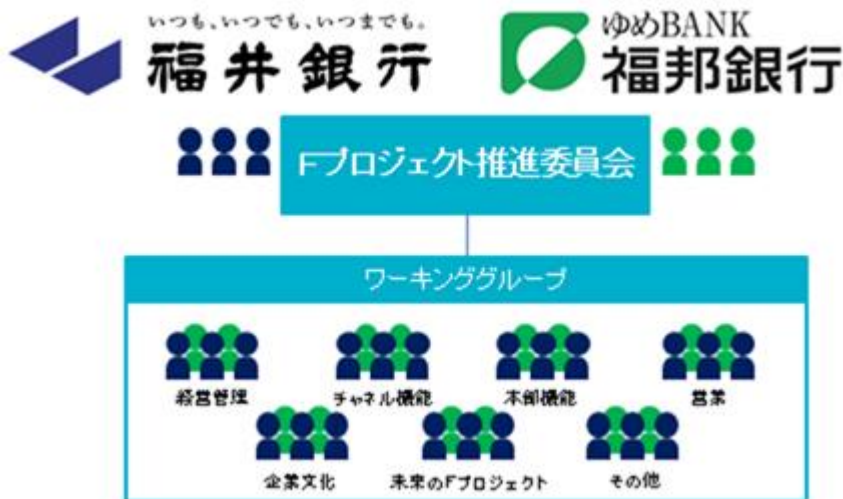 いつも、いつでも、いつまでも。
福井銀行
ゆめBANK
福邦銀行
Fプロジェクト推進委員会
ワーキンググループ
経営管理
チャネル機能
本部機能
営業
企業文化
未来のFプロジェクト
その他